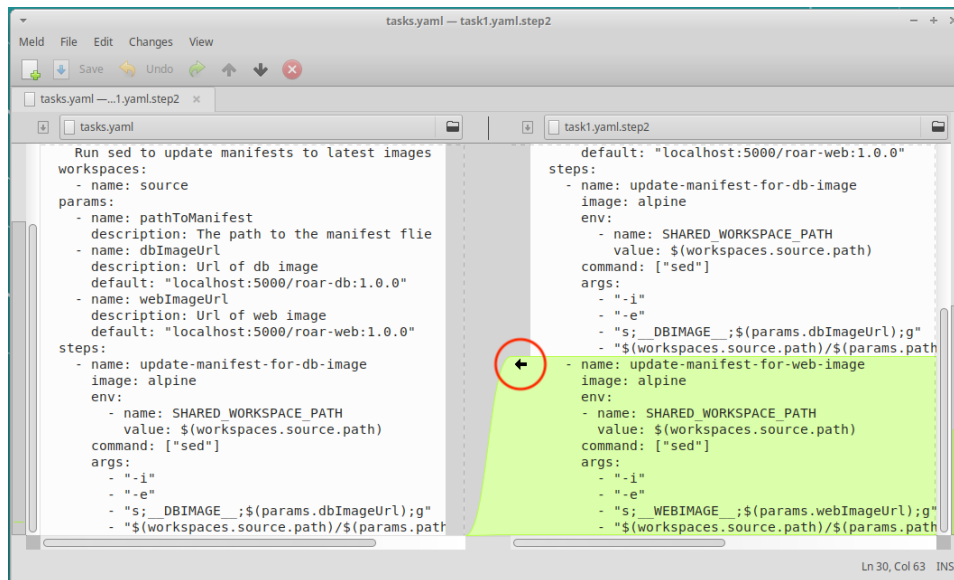 tasks.yaml — task1.yaml.step2
Meld File Edit Changes View
Save Undo
tasks.yaml —...1.yaml.step2 ×
tasks.yaml
Run sed to update manifests to latest images
workspaces:
- name: source
params:
- name: pathToManifest
description: The path to the manifest flie
- name: dbImageUrl
description: Url of db image
default: "localhost:5000/roar-db:1.0.0"
- name: webImageUrl
description: Url of web image
default: "localhost:5000/roar-web:1.0.0"
steps:
- name: update-manifest-for-db-image
image: alpine
env:
- name: SHARED_WORKSPACE_PATH
value: $(workspaces.source.path)
command: ["sed"]
args:
- "-i"
- "-e"
- "s;__DBIMAGE__;$(params.dbImageUrl);g"
- "$(workspaces.source.path)/$(params.path
task1.yaml.step2
default: "localhost:5000/roar-web:1.0.0"
steps:
- name: update-manifest-for-db-image
image: alpine
env:
- name: SHARED_WORKSPACE_PATH
value: $(workspaces.source.path)
command: ["sed"]
args:
- "-i"
- "-e"
- "s;__DBIMAGE__;$(params.dbImageUrl);g"
- "$(workspaces.source.path)/$(params.path
- name: update-manifest-for-web-image
image: alpine
env:
- name: SHARED_WORKSPACE_PATH
value: $(workspaces.source.path)
command: ["sed"]
args:
- "-i"
- "-e"
- "s;__WEBIMAGE__;$(params.webImageUrl);g"
- "$(workspaces.source.path)/$(params.path
Ln 30, Col 63 INS